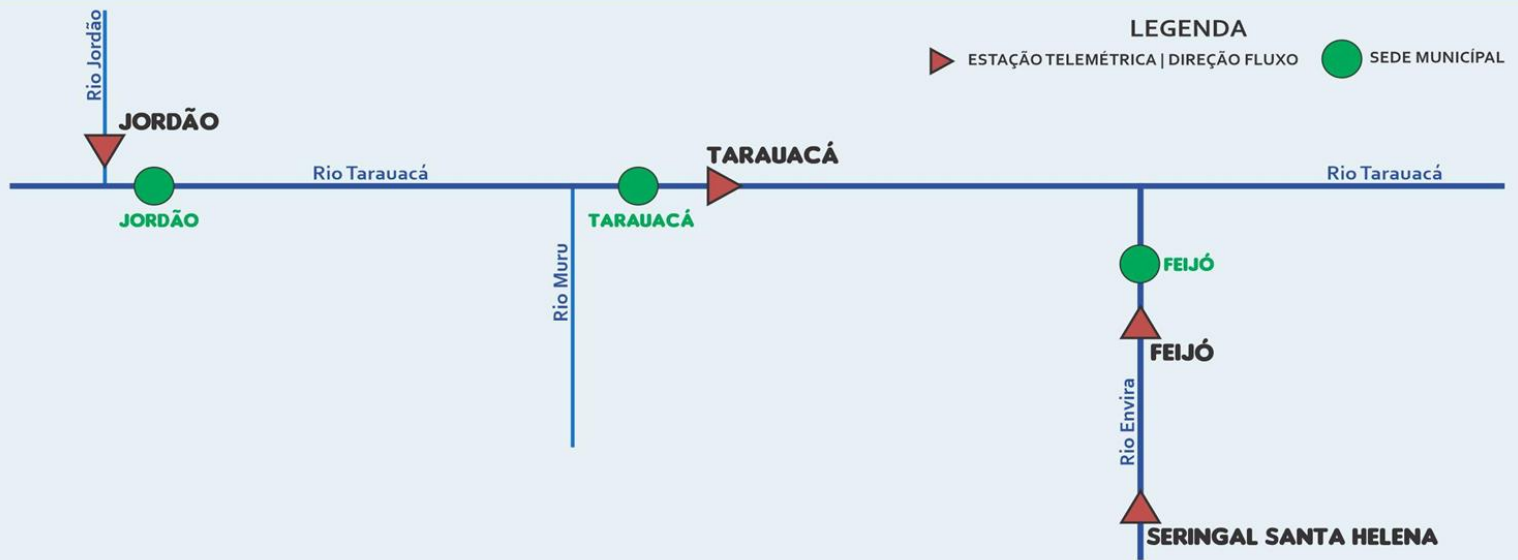 LEGENDA
ESTAÇÃO TELEMÉTRICA | DIREÇÃO FLUXO
SEDE MUNICÍPAL
Rio Jordão
JORDÃO
JORDÃO
Rio Tarauacá
Rio Muru
TARAUACÁ
TARAUACÁ
Rio Tarauacá
FEIJÓ
FEIJÓ
Rio Envira
SERINGAL SANTA HELENA